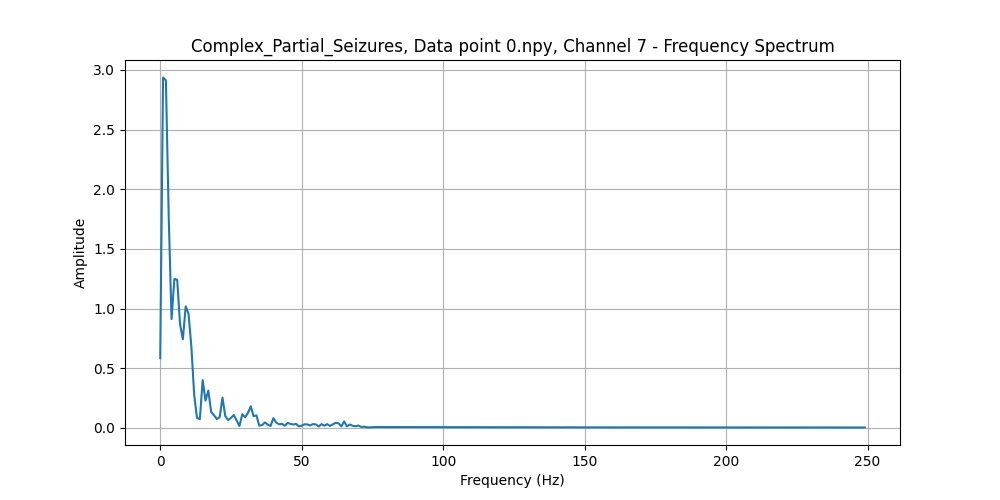 Complex_Partial_Seizures, Data point 0.npy, Channel 7 - Frequency Spectrum
3.0
2.5
2.0
1.5
1.0
0.5
0.0
Amplitude
0 50 100 150 200 250
Frequency (Hz)